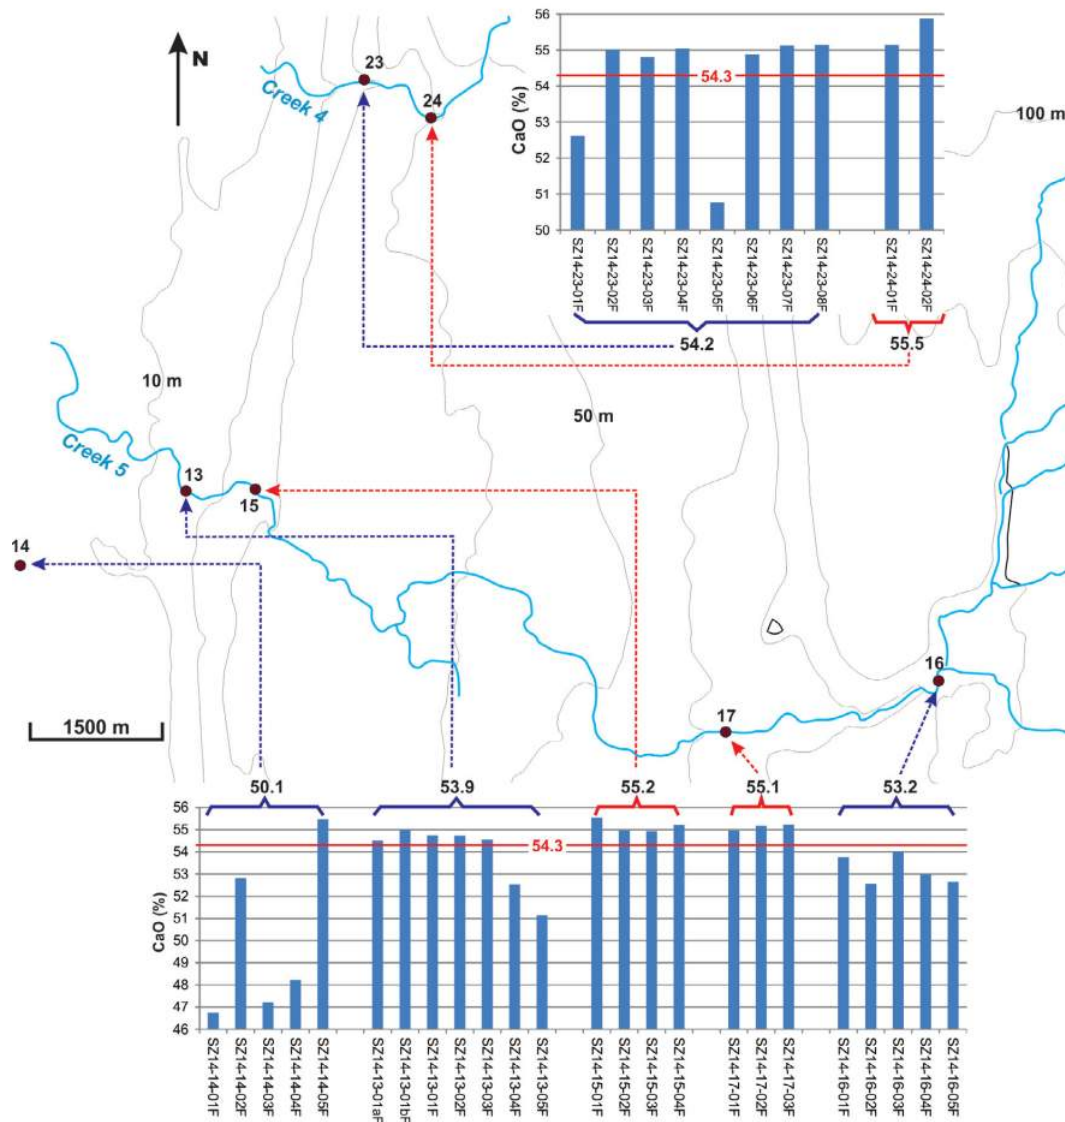 N
23
24
Creek 4
56
55
54
53
52
51
50
CaO (%)
54.3
SZ14-23-01F
SZ14-23-02F
SZ14-23-03F
SZ14-23-04F
SZ14-23-05F
SZ14-23-06F
SZ14-23-07F
SZ14-23-08F
SZ14-24-01F
SZ14-24-02F
54.2
55.5
100 m
10 m
50 m
Creek 5
13
15
14
16
17
1500 m
50.1
53.9
55.2
55.1
53.2
56
55
54
53
52
51
50
49
48
47
46
CaO (%)
54.3
SZ14-14-01F
SZ14-14-02F
SZ14-14-03F
SZ14-14-04F
SZ14-14-05F
SZ14-13-01aF
SZ14-13-01bF
SZ14-13-01F
SZ14-13-02F
SZ14-13-03F
SZ14-13-04F
SZ14-13-05F
SZ14-15-01F
SZ14-15-02F
SZ14-15-03F
SZ14-15-04F
SZ14-17-01F
SZ14-17-02F
SZ14-17-03F
SZ14-16-01F
SZ14-16-02F
SZ14-16-03F
SZ14-16-04F
SZ14-16-05F